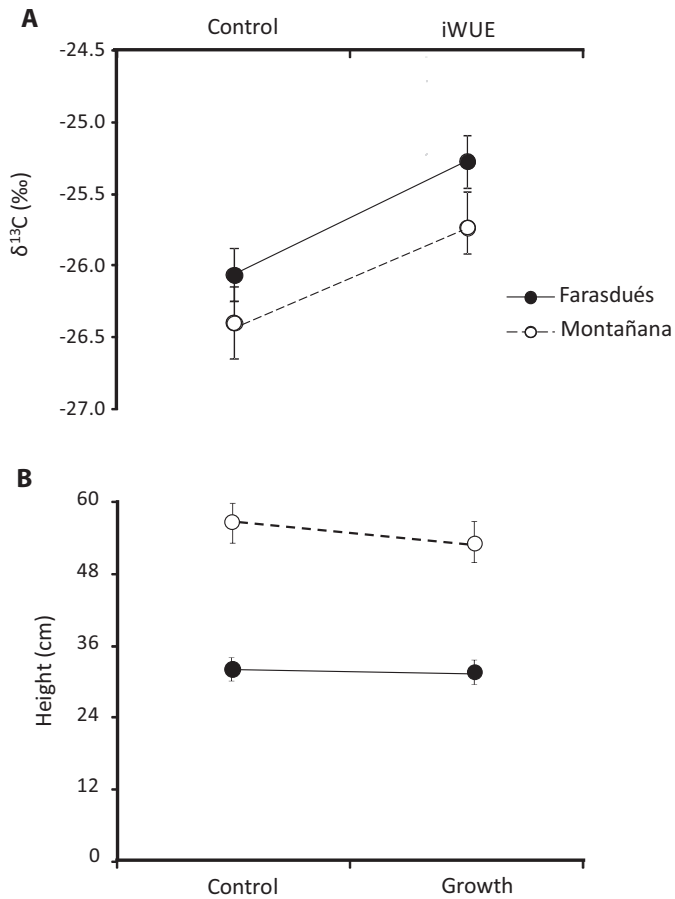 A
Control
iWUE
-24.5
-25.0
-25.5
-26.0
-26.5
-27.0
δ¹³C (‰)
Farasdués
Montañana
B
60
48
36
24
12
0
Height (cm)
Control
Growth